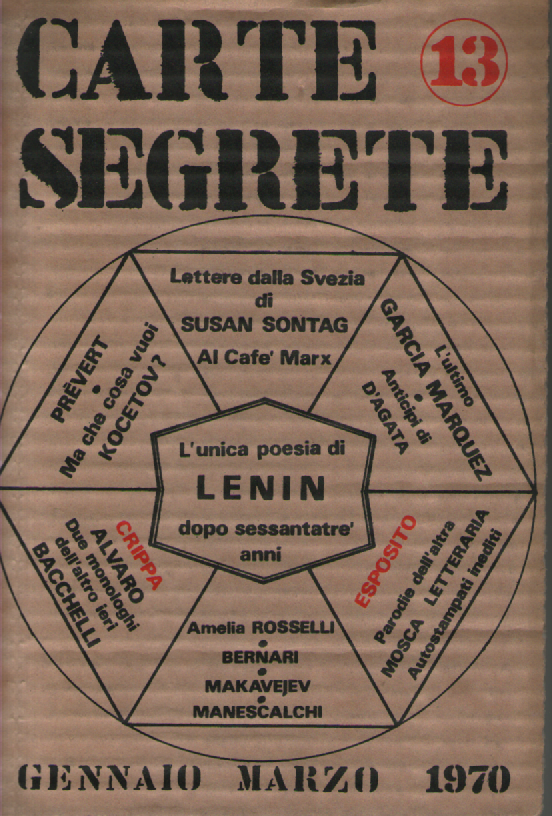 CARTE
13
SEGRETE
Lettere dalla Svezia
di
SUSAN SONTAG
Al Cafe' Marx
PRÊVERT
•
Ma che cosa vuoi
KOCETOV?
L'ultimo
GARCIA MARQUEZ
•
Anticipi di
D'AGATA
L'unica poesia di
LENIN
dopo sessantatre'
anni
CRIPPA
ALVARO
Due monologhi
dell'altro ieri
BACCHELLI
ESPOSITO
Parodie dell'altra
MOSCA LETTERARIA
Autostampati inediti
Amelia ROSSELLI
•
BERNARI
•
MAKAVEJEV
•
MANESCALCHI
GENNAIO MARZO 1970